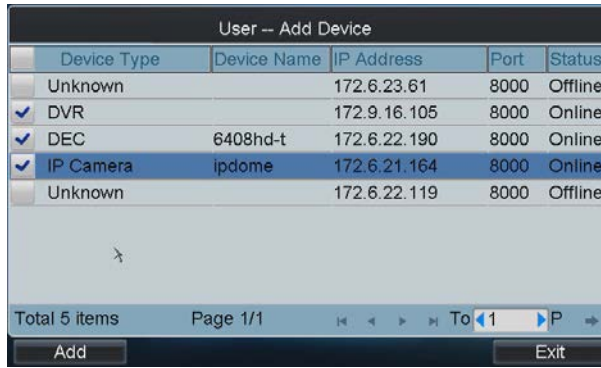 User -- Add Device
Device Type Device Name IP Address Port Status
Unknown 172.6.23.61 8000 Offline
DVR 172.9.16.105 8000 Online
DEC 6408hd-t 172.6.22.190 8000 Online
IP Camera ipdome 172.6.21.164 8000 Online
Unknown 172.6.22.119 8000 Offline
Total 5 items Page 1/1 To 1 P
Add Exit